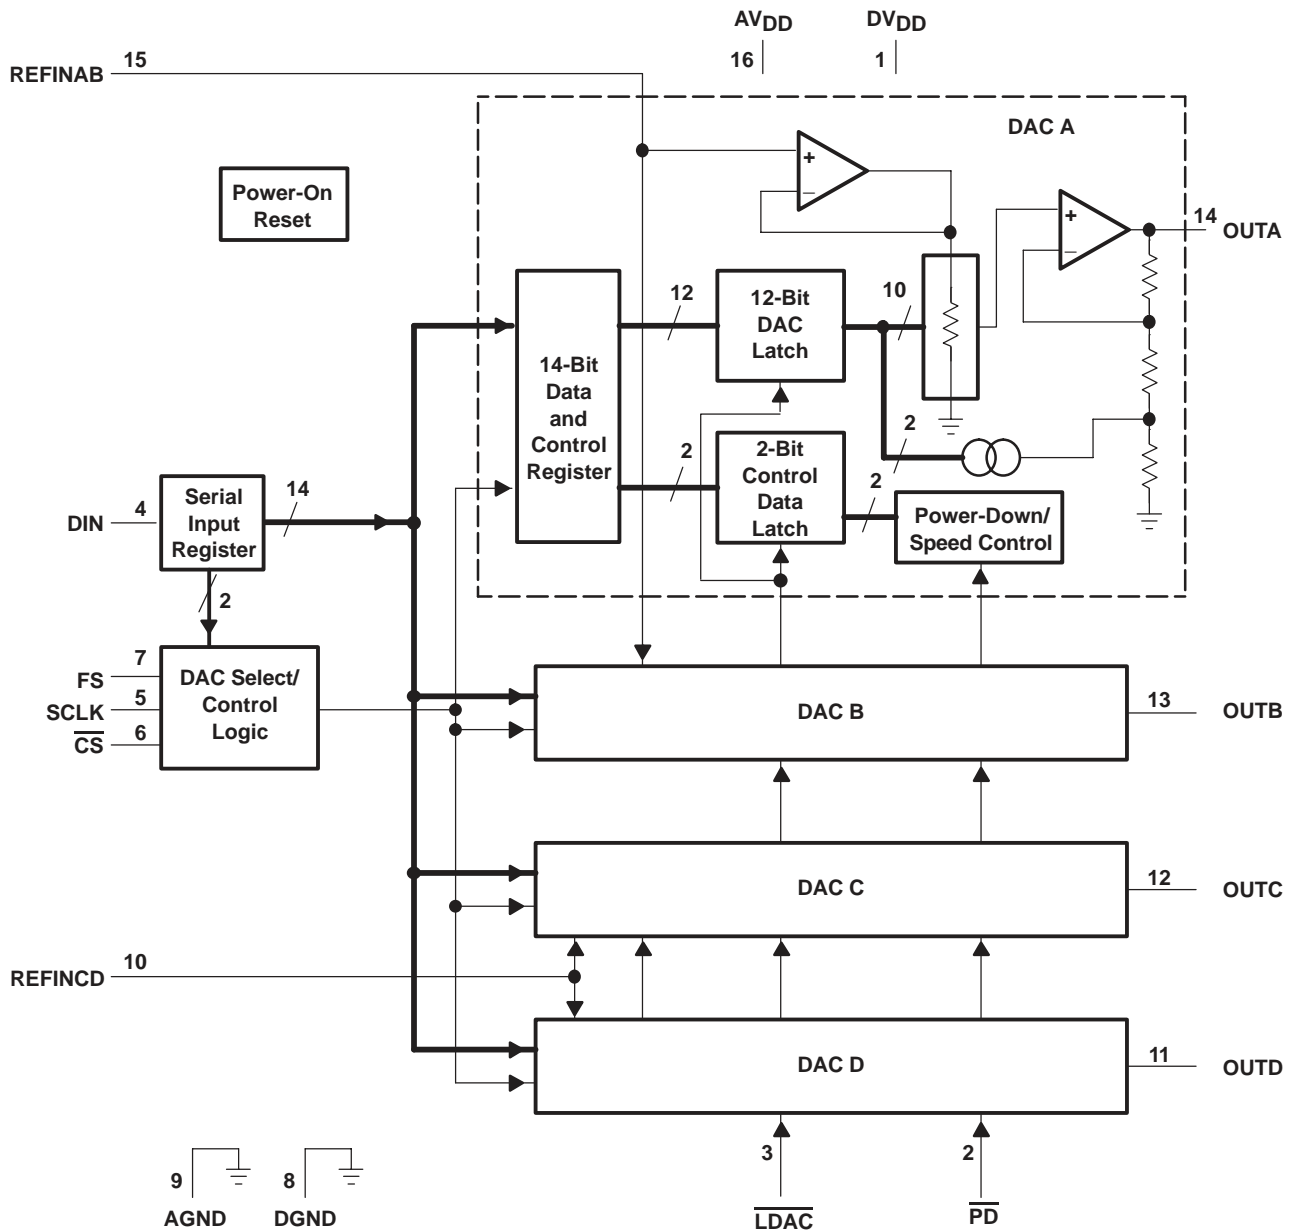 AVDD
DVDD
16
1
15
REFINAB
DAC A
Power-On
Reset
+
–
+
–
14
OUTA
12
12-Bit
DAC
Latch
10
14-Bit
Data
and
Control
Register
2
2-Bit
Control
Data
Latch
2
2
Power-Down/
Speed Control
DIN
4
Serial
Input
Register
14
2
7
FS
5
SCLK
6
CS
DAC Select/
Control
Logic
DAC B
13
OUTB
DAC C
12
OUTC
10
REFINCD
DAC D
11
OUTD
9
AGND
8
DGND
3
LDAC
2
PD